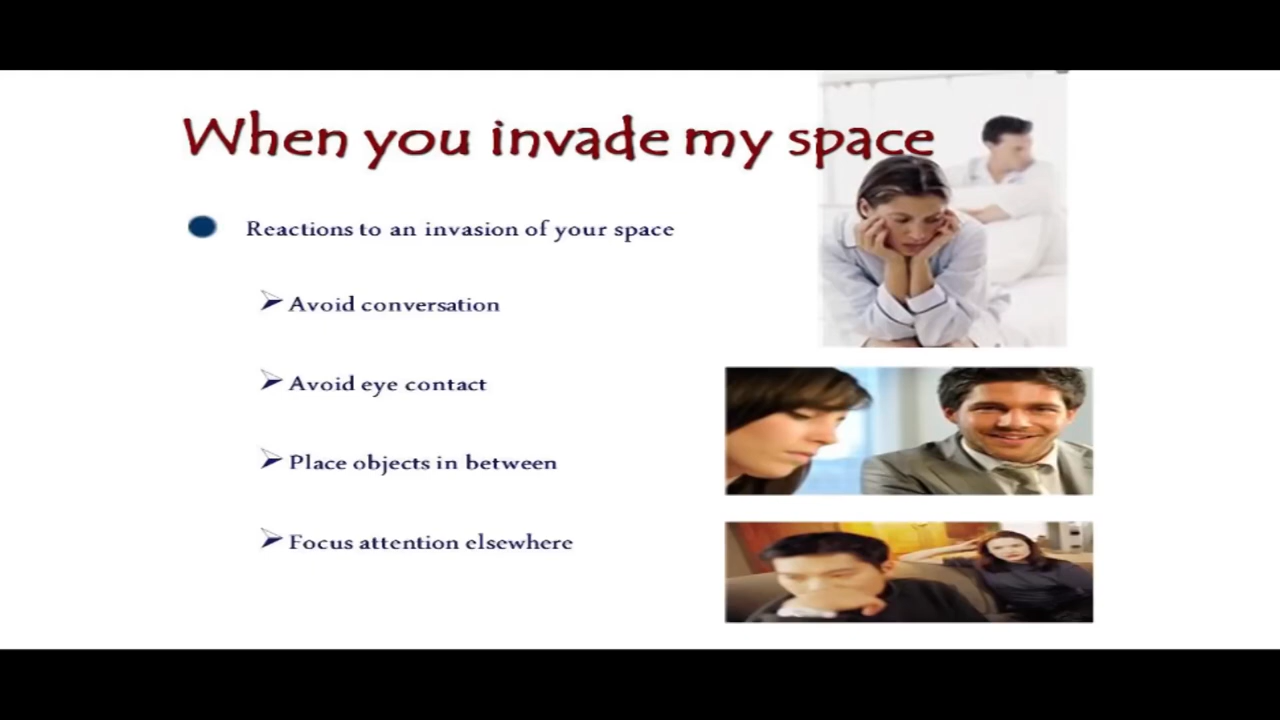 When you invade my space
Reactions to an invasion of your space
Avoid conversation
Avoid eye contact
Place objects in between
Focus attention elsewhere